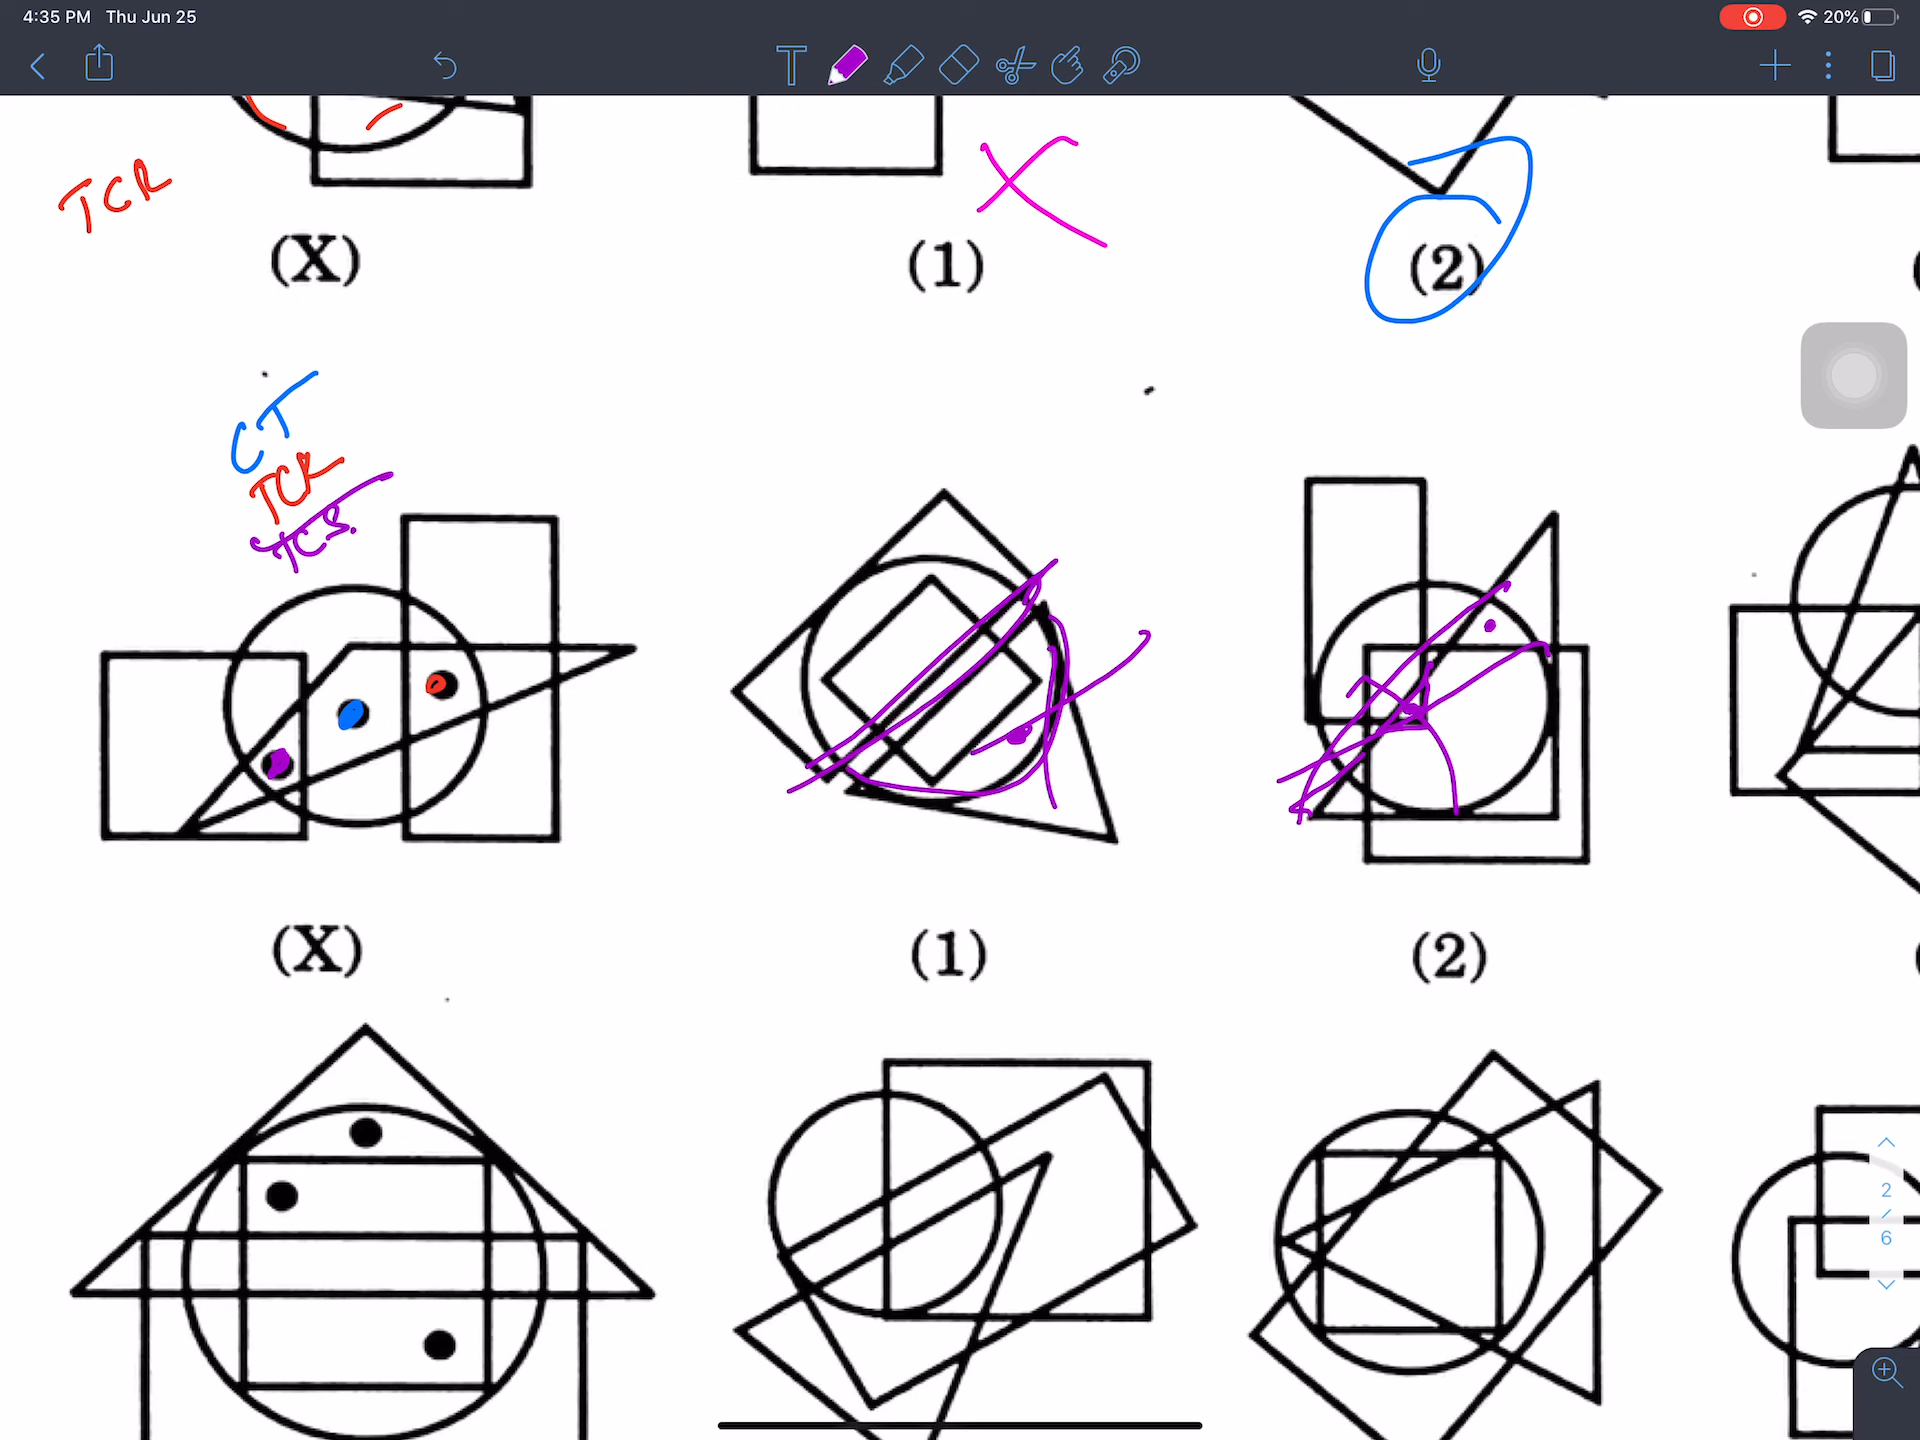 4:35 PM Thu Jun 25
20%
T
TCR
(X)
(1)
(2)
CT
TCR
TCS.
(X)
(1)
(2)
2
6